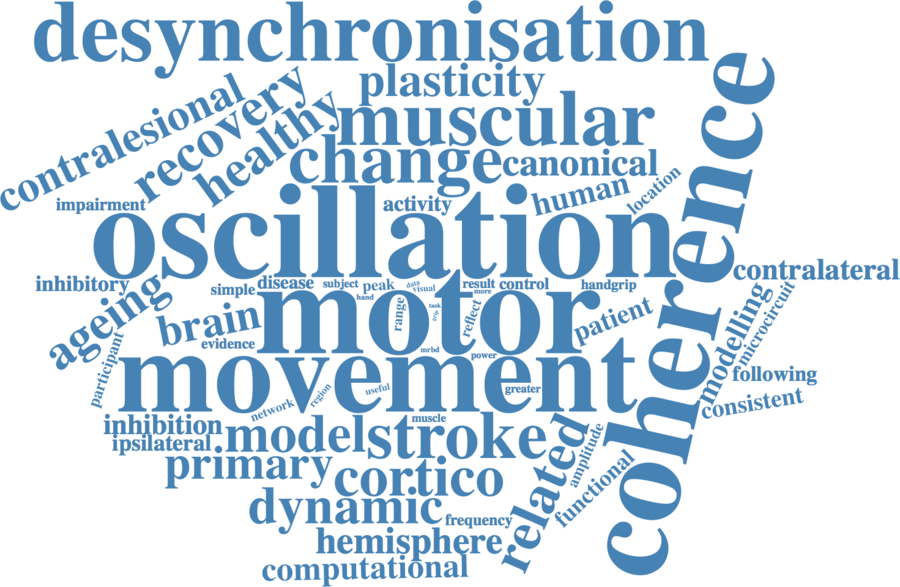 desynchronisation
plasticity
contralesional
recovery
healthy
muscular
change
canonical
coherence
human
location
impairment
activity
oscillation
contralateral
inhibitory
simple
disease
subject
peak
data
visual
result
more
control
handgrip
hand
ageing
brain
motor
range
task
grip
reflect
patient
modelling
microcircuit
evidence
mrbd
power
participant
movement
network
region
useful
greater
following
consistent
muscle
inhibition
ipsilateral
model
stroke
related
amplitude
functional
primary
cortico
dynamic
frequency
hemisphere
computational